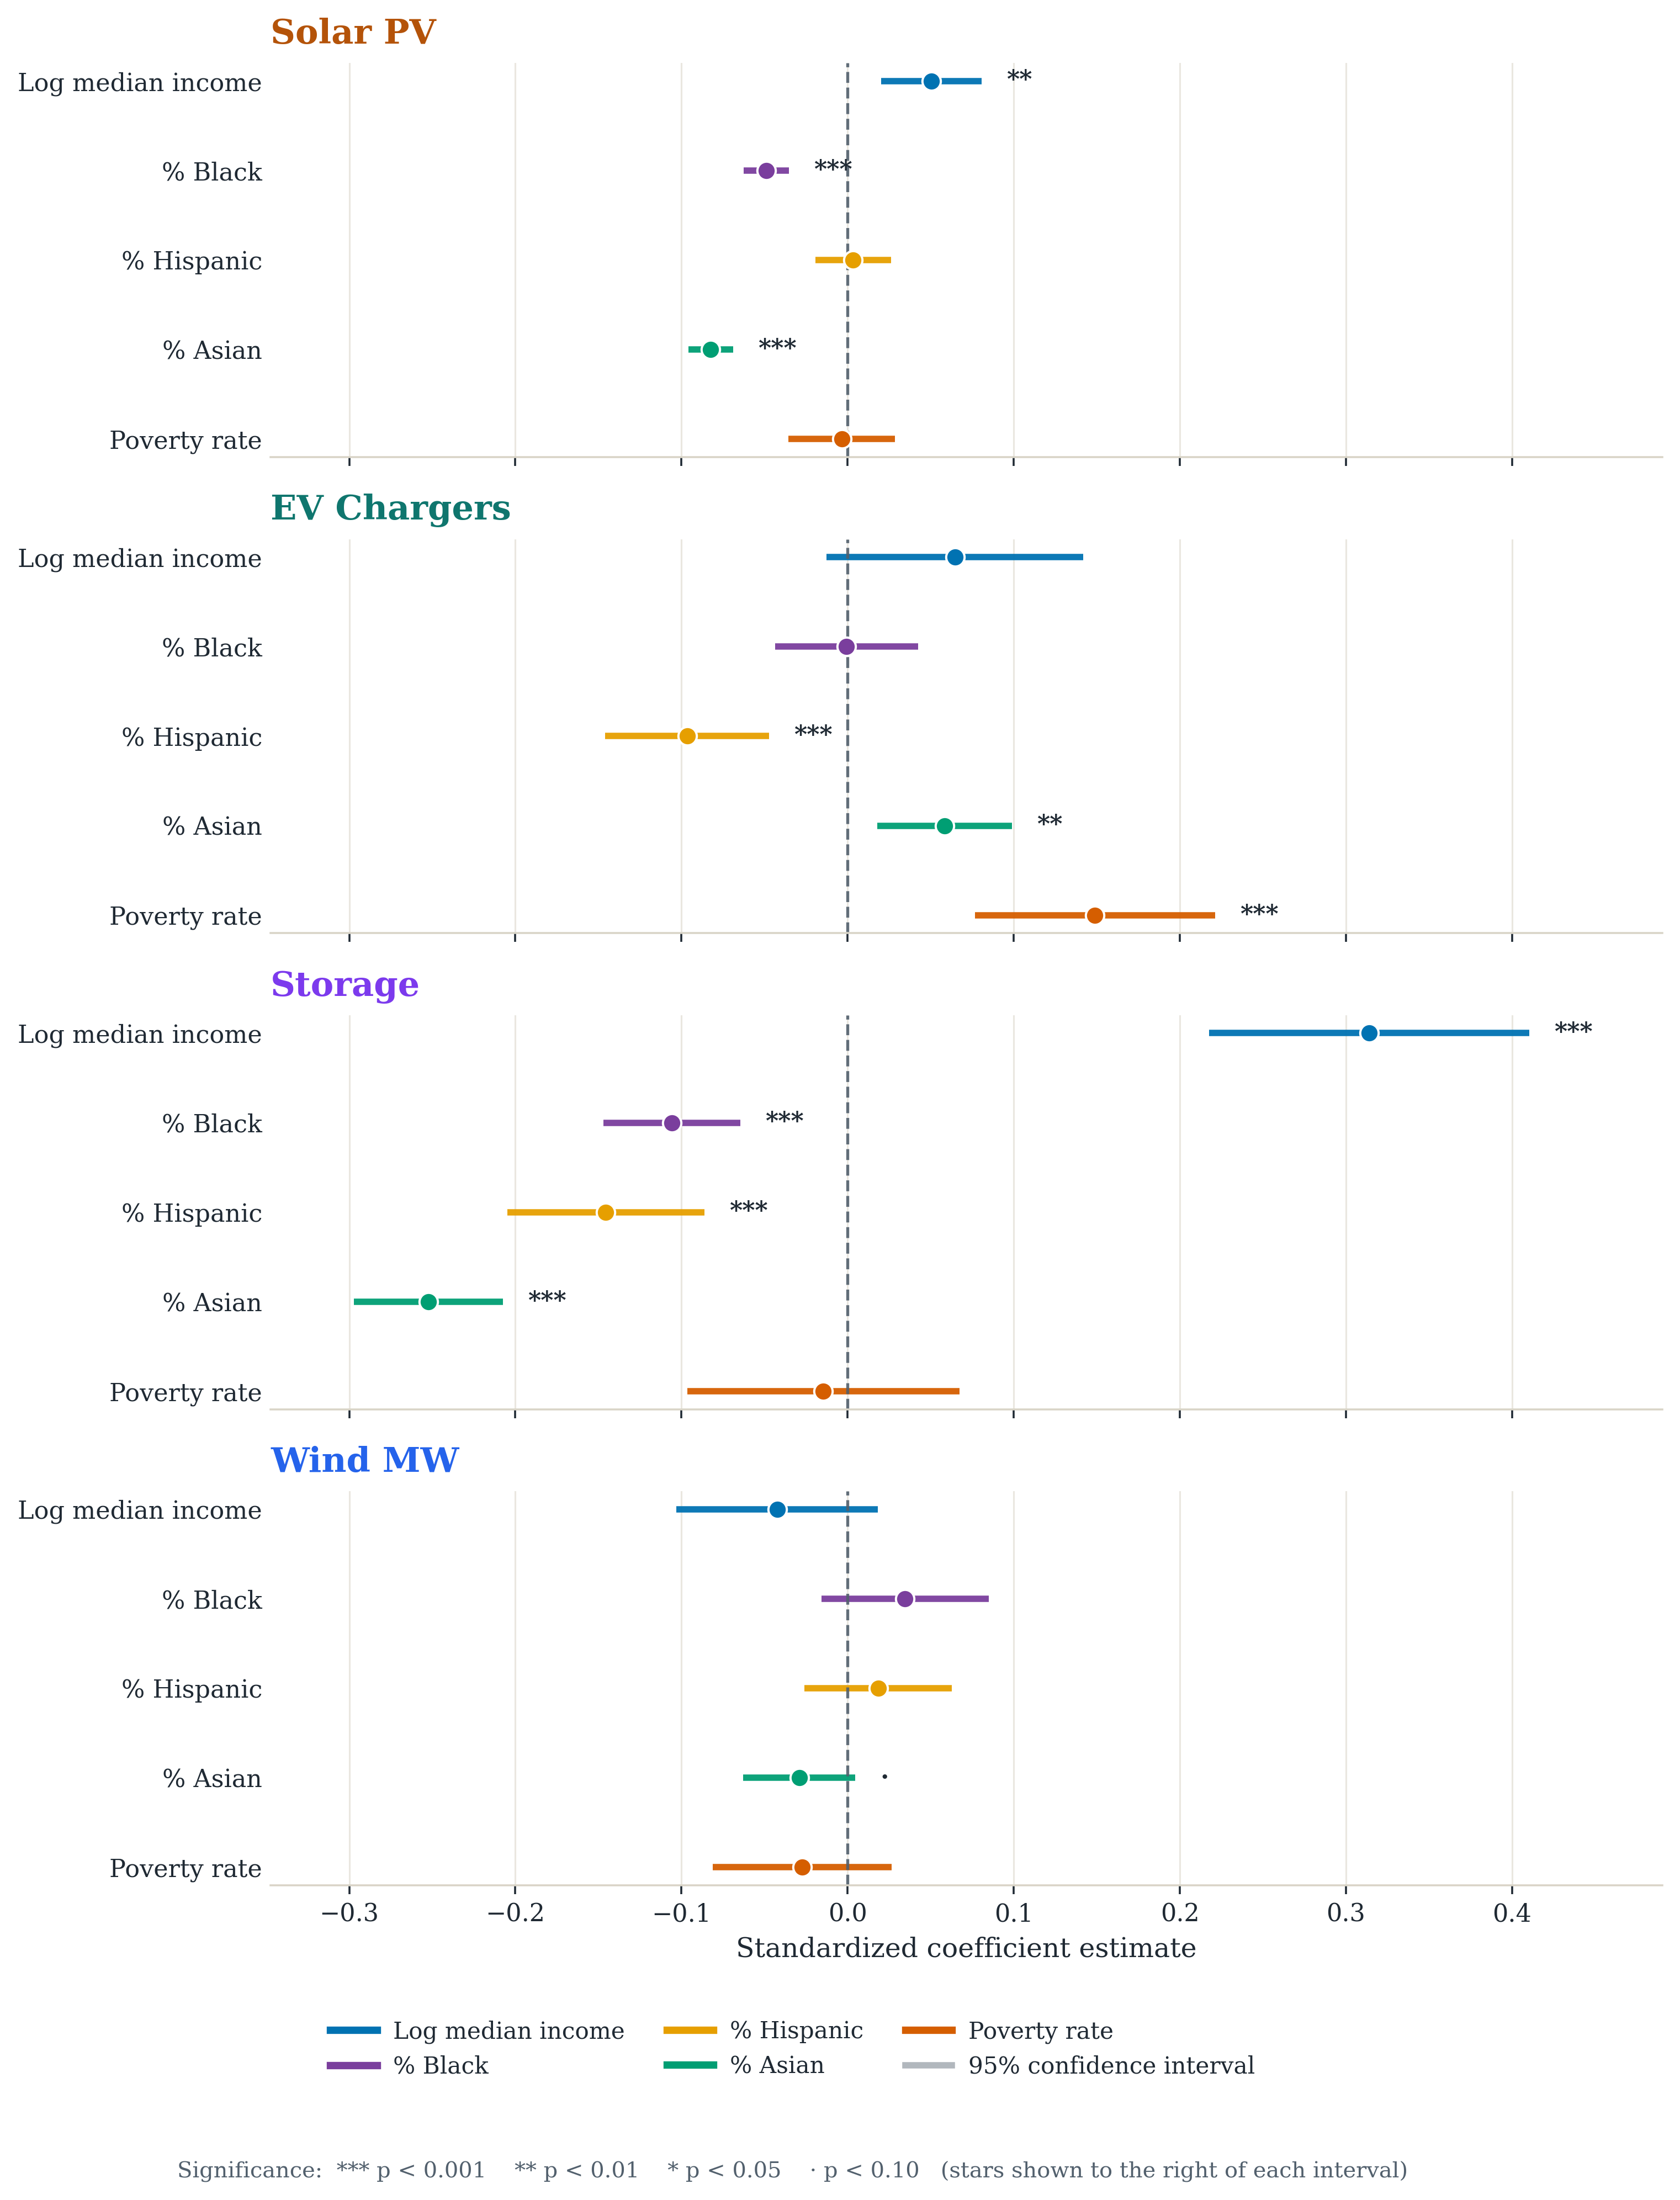 Solar PV
Log median income **
% Black ***
% Hispanic
% Asian ***
Poverty rate
EV Chargers
Log median income
% Black
% Hispanic ***
% Asian **
Poverty rate ***
Storage
Log median income ***
% Black ***
% Hispanic ***
% Asian ***
Poverty rate
Wind MW
Log median income
% Black
% Hispanic
% Asian ·
Poverty rate
−0.3 −0.2 −0.1 0.0 0.1 0.2 0.3 0.4
Standardized coefficient estimate
Log median income % Hispanic Poverty rate
% Black % Asian 95% confidence interval
Significance: *** p < 0.001 ** p < 0.01 * p < 0.05 · p < 0.10 (stars shown to the right of each interval)